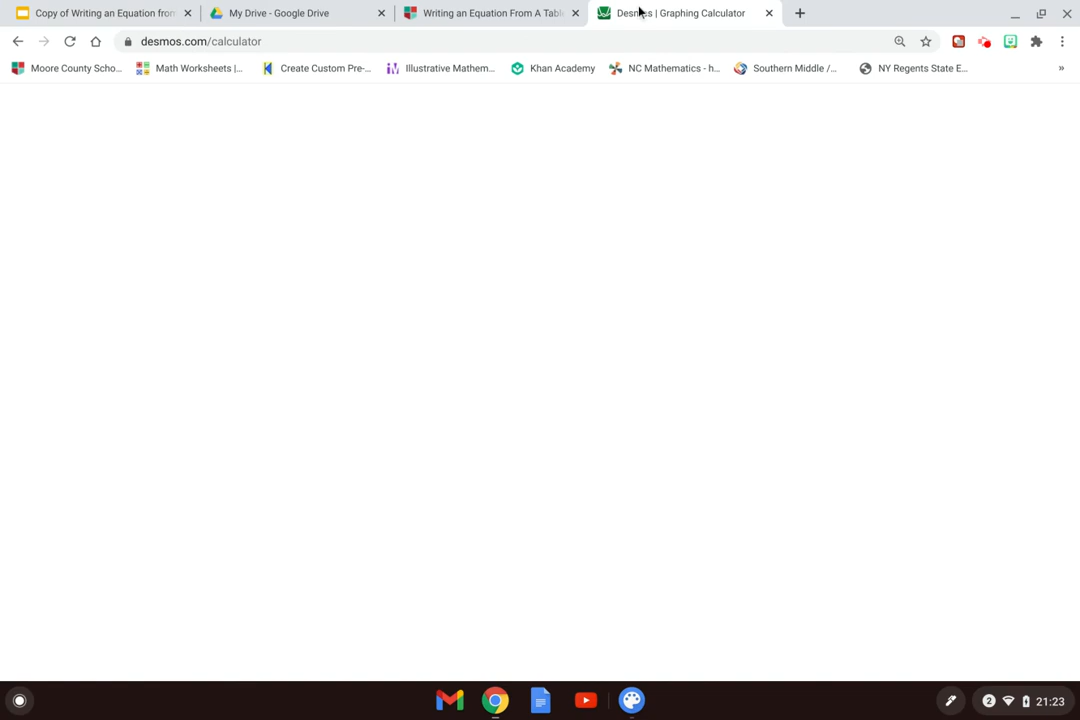 Copy of Writing an Equation from
My Drive - Google Drive
Writing an Equation From A Table
Desmos | Graphing Calculator
desmos.com/calculator
Moore County Scho...
Math Worksheets |...
Create Custom Pre-...
Illustrative Mathem...
Khan Academy
NC Mathematics - h...
Southern Middle /...
NY Regents State E...
»
2
21:23